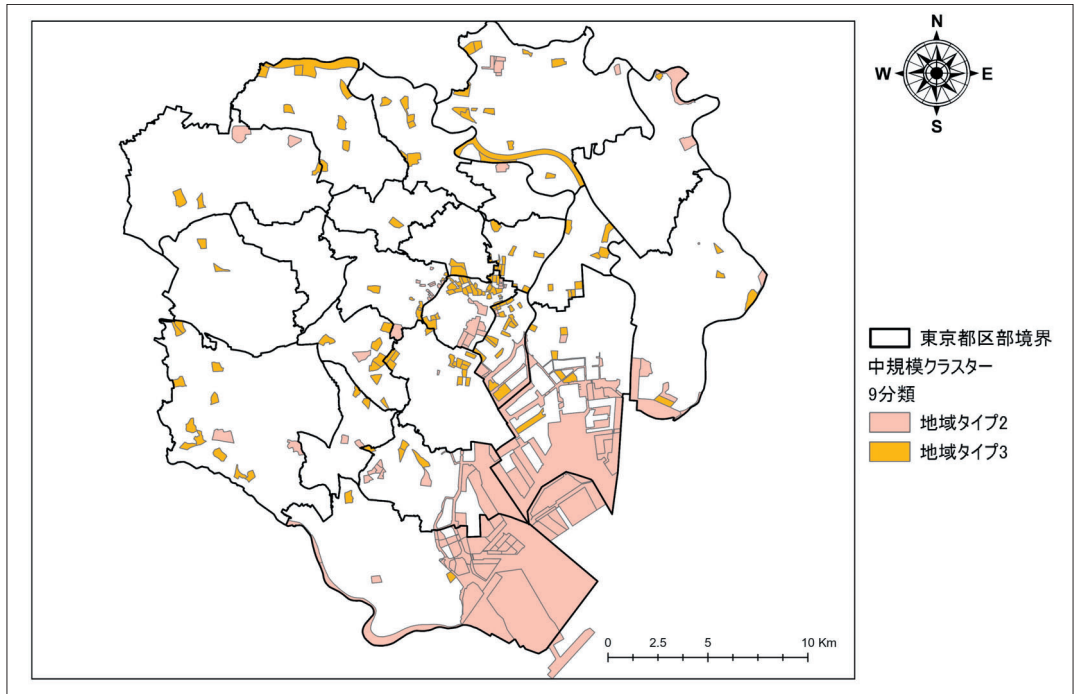 N
W
E
S
東京都区部境界
中規模クラスター
9分類
地域タイプ2
地域タイプ3
0 2.5 5 10 Km